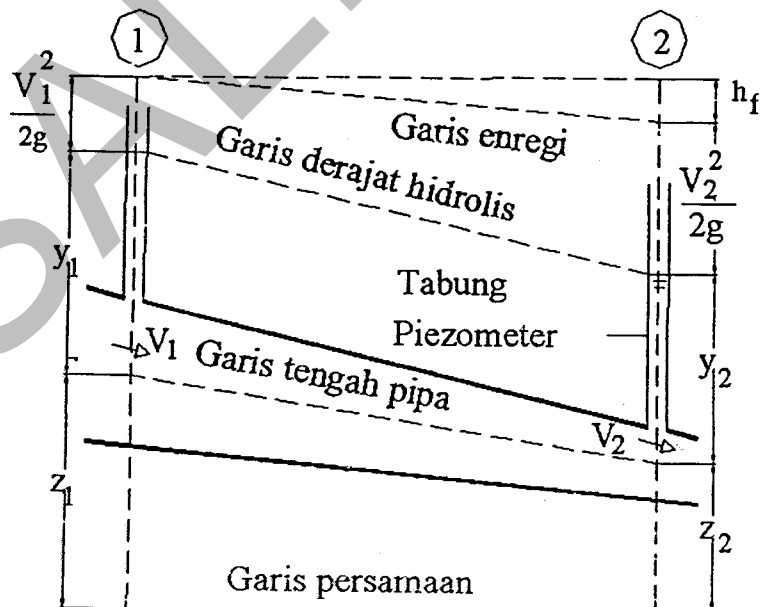 1
2
V₁²
2g
h_f
Garis enregi
Garis derajat hidrolis
V₂²
2g
y₁
Tabung
Piezometer
V₁ Garis tengah pipa
y₂
V₂
z₁
z₂
Garis persamaan